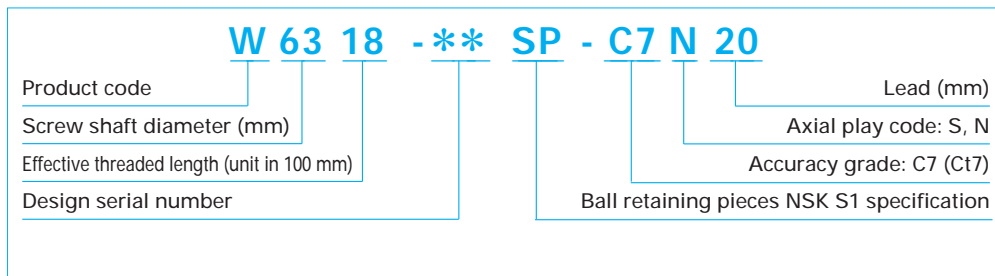 W 63 18 -** SP - C7 N 20
Product code
Lead (mm)
Screw shaft diameter (mm)
Axial play code: S, N
Effective threaded length (unit in 100 mm)
Accuracy grade: C7 (Ct7)
Design serial number
Ball retaining pieces NSK S1 specification